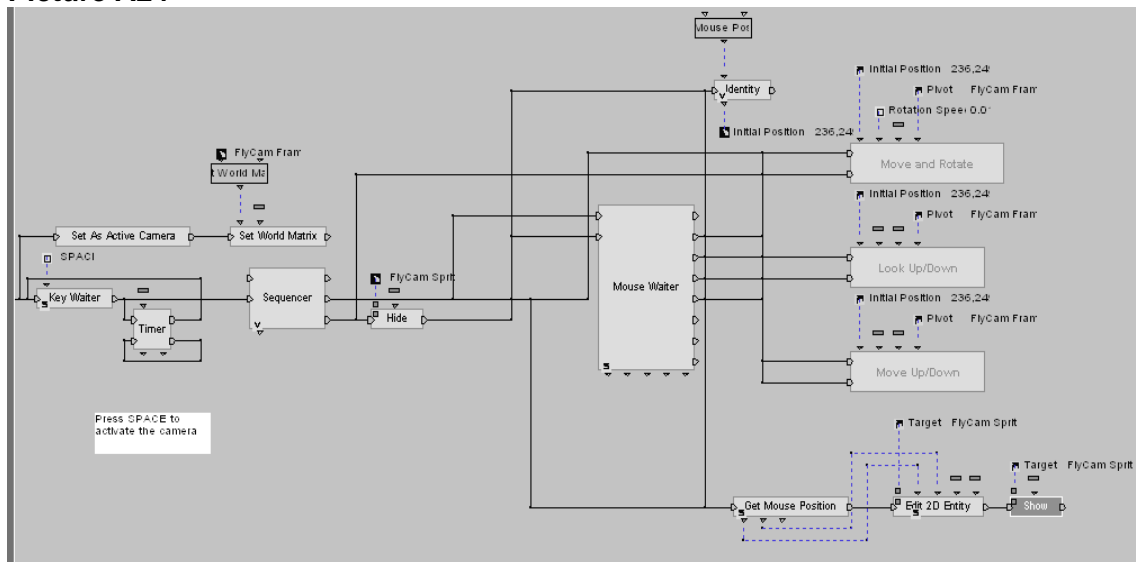 Mouse Pos
Initial Position 236,24
Identity
Pivot FlyCam Fram
Rotation Spee 0.0
Initial Position 236,24
FlyCam Fram
Move and Rotate
t World Ma
Initial Position 236,24
Pivot FlyCam Fram
Set As Active Camera
Set World Matrix
SPACI
FlyCam Sprit
Look Up/Down
Key Waiter
Sequencer
Mouse Waiter
Initial Position 236,24
Hide
Pivot FlyCam Fram
Timer
Move Up/Down
Press SPACE to
activate the camera
Target FlyCam Sprit
Target FlyCam Sprit
Get Mouse Position
Edit 2D Entity
Show